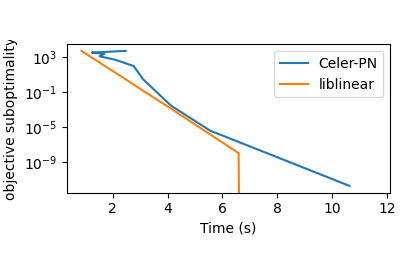 Celer-PN
liblinear
objective suboptimality
10³
10⁻¹
10⁻⁵
10⁻⁹
2 4 6 8 10 12
Time (s)